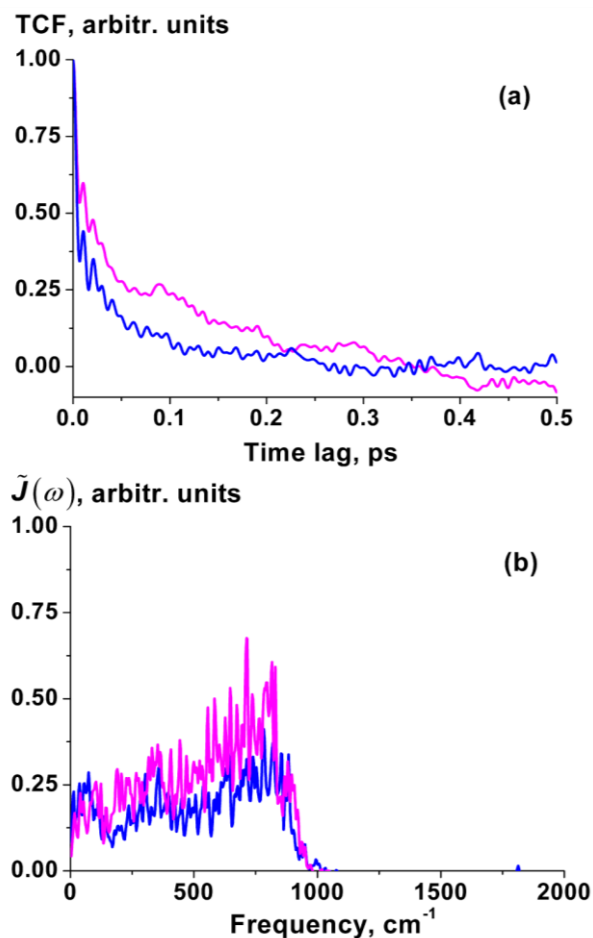 TCF, arbitr. units
1.00
(a)
0.75
0.50
0.25
0.00
0.0 0.1 0.2 0.3 0.4 0.5
Time lag, ps
J̃(ω), arbitr. units
1.00
(b)
0.75
0.50
0.25
0.00
0 500 1000 1500 2000
Frequency, cm⁻¹